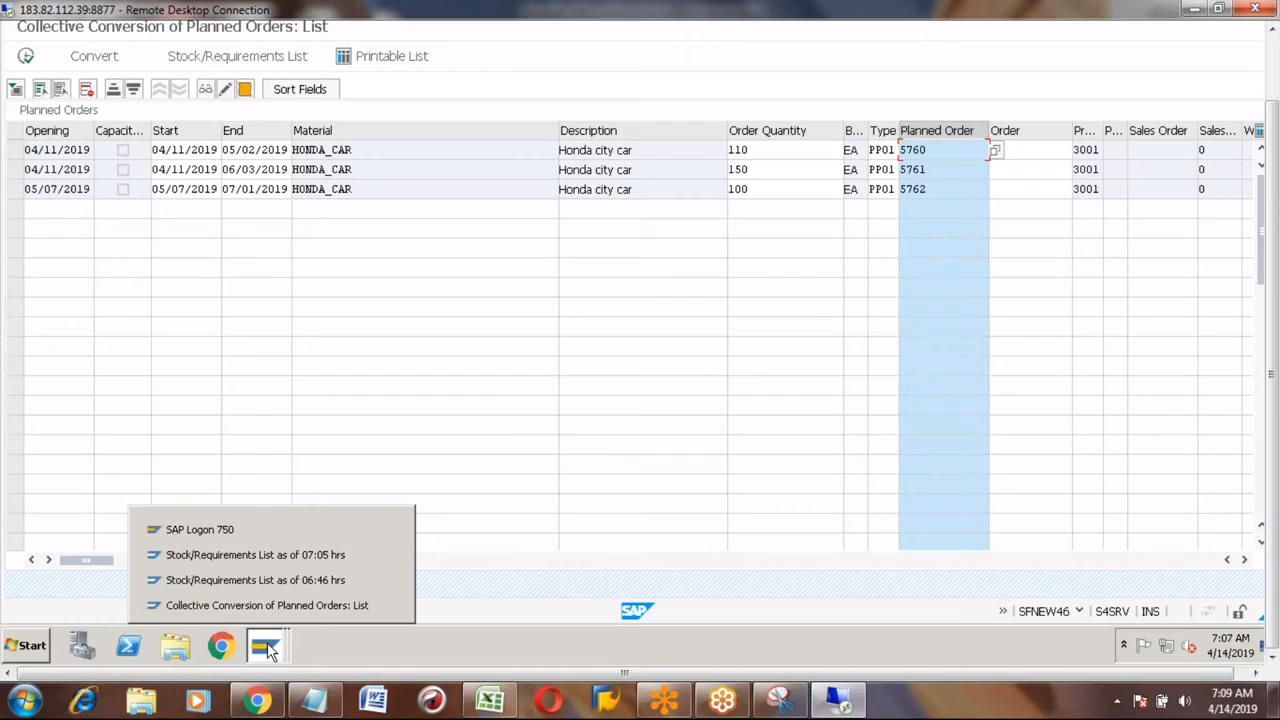 183.82.112.39:8877 - Remote Desktop Connection
Collective Conversion of Planned Orders: List
Convert Stock/Requirements List Printable List
Sort Fields
Planned Orders
Opening Capacit... Start End Material Description Order Quantity B... Type Planned Order Order Pr... P... Sales Order Sales... W
04/11/2019 04/11/2019 05/02/2019 HONDA_CAR Honda city car 110 EA PP01 5760 3001 0
04/11/2019 04/11/2019 06/03/2019 HONDA_CAR Honda city car 150 EA PP01 5761 3001 0
05/07/2019 05/07/2019 07/01/2019 HONDA_CAR Honda city car 100 EA PP01 5762 3001 0
SAP Logon 750
Stock/Requirements List as of 07:05 hrs
Stock/Requirements List as of 06:46 hrs
Collective Conversion of Planned Orders: List
SAP
SFNEW46 S4SRV INS
Start
7:07 AM
4/14/2019
7:09 AM
4/14/2019